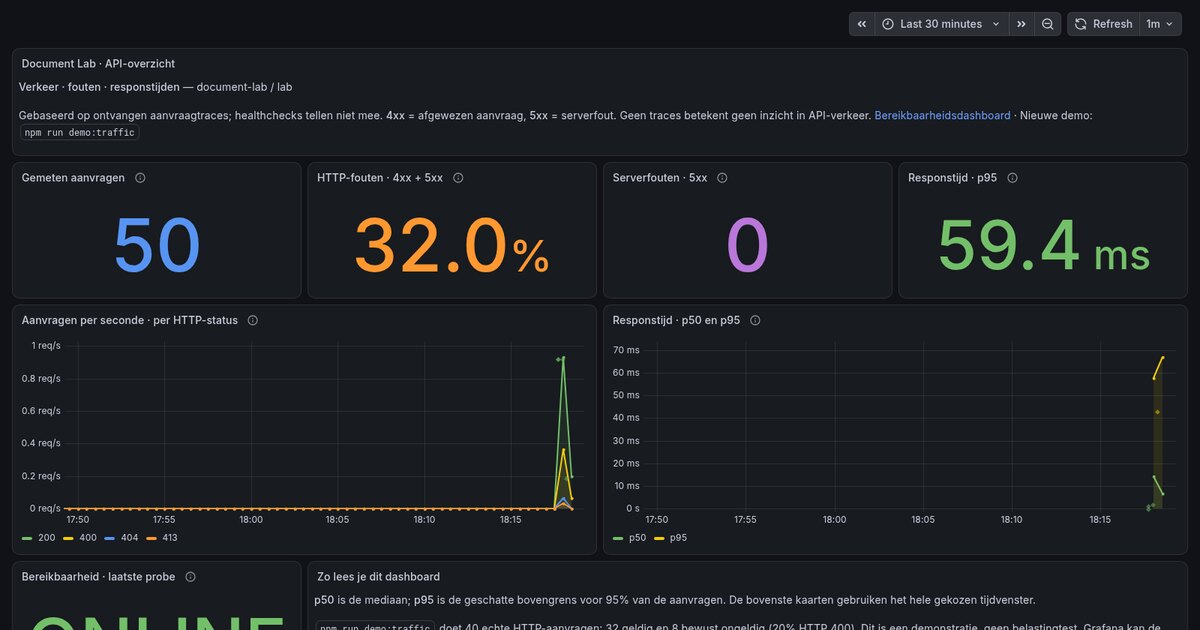 Last 30 minutes
Refresh
1m
Document Lab · API-overzicht
Verkeer · fouten · responstijden — document-lab / lab
Gebaseerd op ontvangen aanvraagtraces; healthchecks tellen niet mee. 4xx = afgewezen aanvraag, 5xx = serverfout. Geen traces betekent geen inzicht in API-verkeer. Bereikbaarheidsdashboard · Nieuwe demo:
npm run demo:traffic
Gemeten aanvragen
50
HTTP-fouten · 4xx + 5xx
32.0%
Serverfouten · 5xx
0
Responstijd · p95
59.4 ms
Aanvragen per seconde · per HTTP-status
1 req/s
0.8 req/s
0.6 req/s
0.4 req/s
0.2 req/s
0 req/s
17:50 17:55 18:00 18:05 18:10 18:15
200 400 404 413
Responstijd · p50 en p95
70 ms
60 ms
50 ms
40 ms
30 ms
20 ms
10 ms
0 s
17:50 17:55 18:00 18:05 18:10 18:15
p50 p95
Bereikbaarheid · laatste probe
ONLINE
Zo lees je dit dashboard
p50 is de mediaan; p95 is de geschatte bovengrens voor 95% van de aanvragen. De bovenste kaarten gebruiken het hele gekozen tijdvenster.
npm run demo:traffic doet 40 echte HTTP-aanvragen: 32 geldig en 8 bewust ongeldig (20% HTTP 400). Dit is een demonstratie, geen belastingtest. Grafana kan de